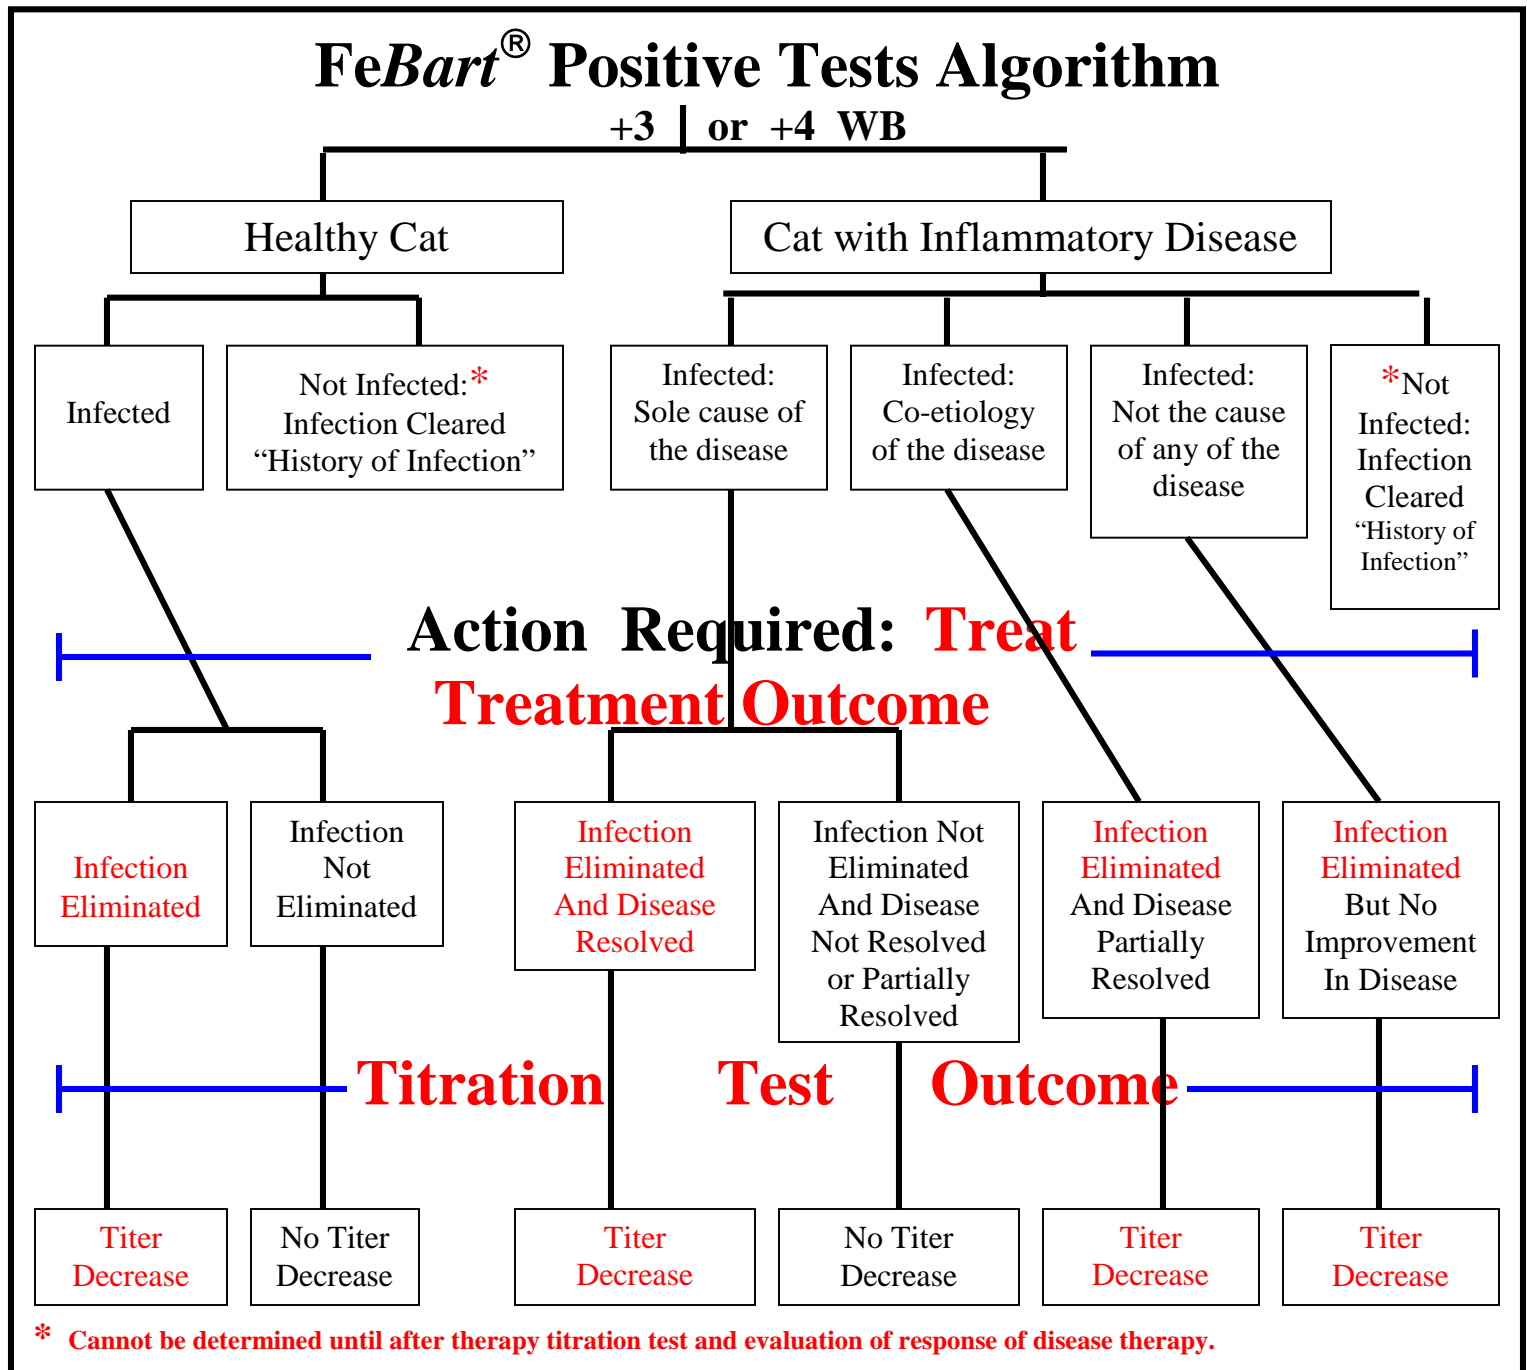 FeBart® Positive Tests Algorithm
+3 or +4 WB
Healthy Cat
Cat with Inflammatory Disease
Infected
Not Infected:*
Infection Cleared
“History of Infection”
Infected:
Sole cause of
the disease
Infected:
Co-etiology
of the disease
Infected:
Not the cause
of any of the
disease
*Not
Infected:
Infection
Cleared
“History of
Infection”
Action Required: Treat
Treatment Outcome
Infection
Eliminated
Infection
Not
Eliminated
Infection
Eliminated
And Disease
Resolved
Infection Not
Eliminated
And Disease
Not Resolved
or Partially
Resolved
Infection
Eliminated
And Disease
Partially
Resolved
Infection
Eliminated
But No
Improvement
In Disease
Titration Test Outcome
Titer
Decrease
No Titer
Decrease
Titer
Decrease
No Titer
Decrease
Titer
Decrease
Titer
Decrease
* Cannot be determined until after therapy titration test and evaluation of response of disease therapy.